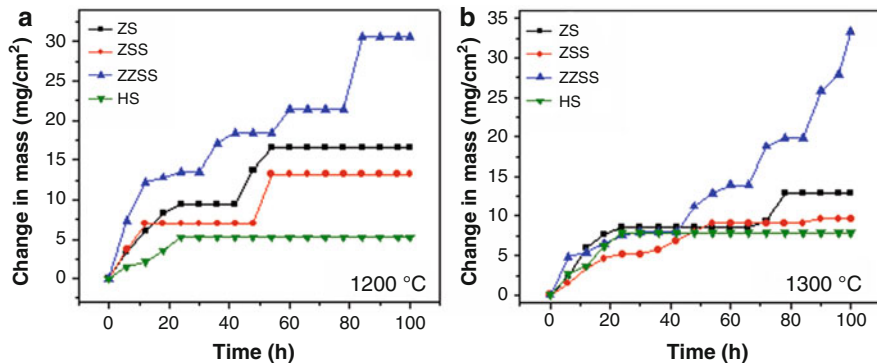 a
ZS
ZSS
ZZSS
HS
Change in mass (mg/cm²)
30
25
20
15
10
5
0
1200 °C
0 20 40 60 80 100
Time (h)
b
ZS
ZSS
ZZSS
HS
Change in mass (mg/cm²)
35
30
25
20
15
10
5
0
1300 °C
0 20 40 60 80 100
Time (h)